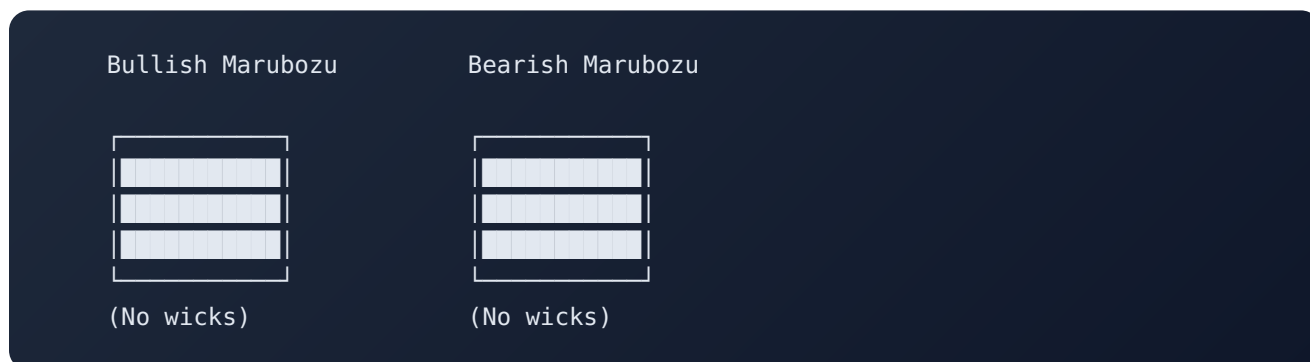 Bullish Marubozu         Bearish Marubozu
┌───────────┐            ┌───────────┐
│███████████│            │███████████│
│███████████│            │███████████│
│███████████│            │███████████│
└───────────┘            └───────────┘
(No wicks)               (No wicks)